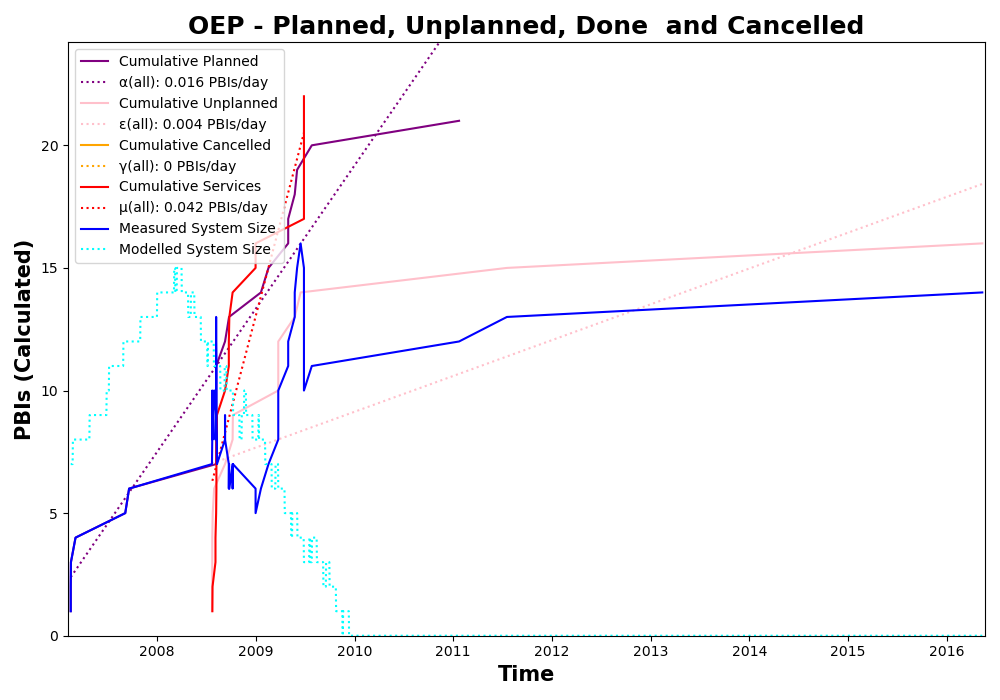 OEP - Planned, Unplanned, Done  and Cancelled
Cumulative Planned
α(all): 0.016 PBIs/day
Cumulative Unplanned
ε(all): 0.004 PBIs/day
Cumulative Cancelled
γ(all): 0 PBIs/day
Cumulative Services
μ(all): 0.042 PBIs/day
Measured System Size
Modelled System Size
PBIs (Calculated)
20
15
10
5
0
2008 2009 2010 2011 2012 2013 2014 2015 2016
Time